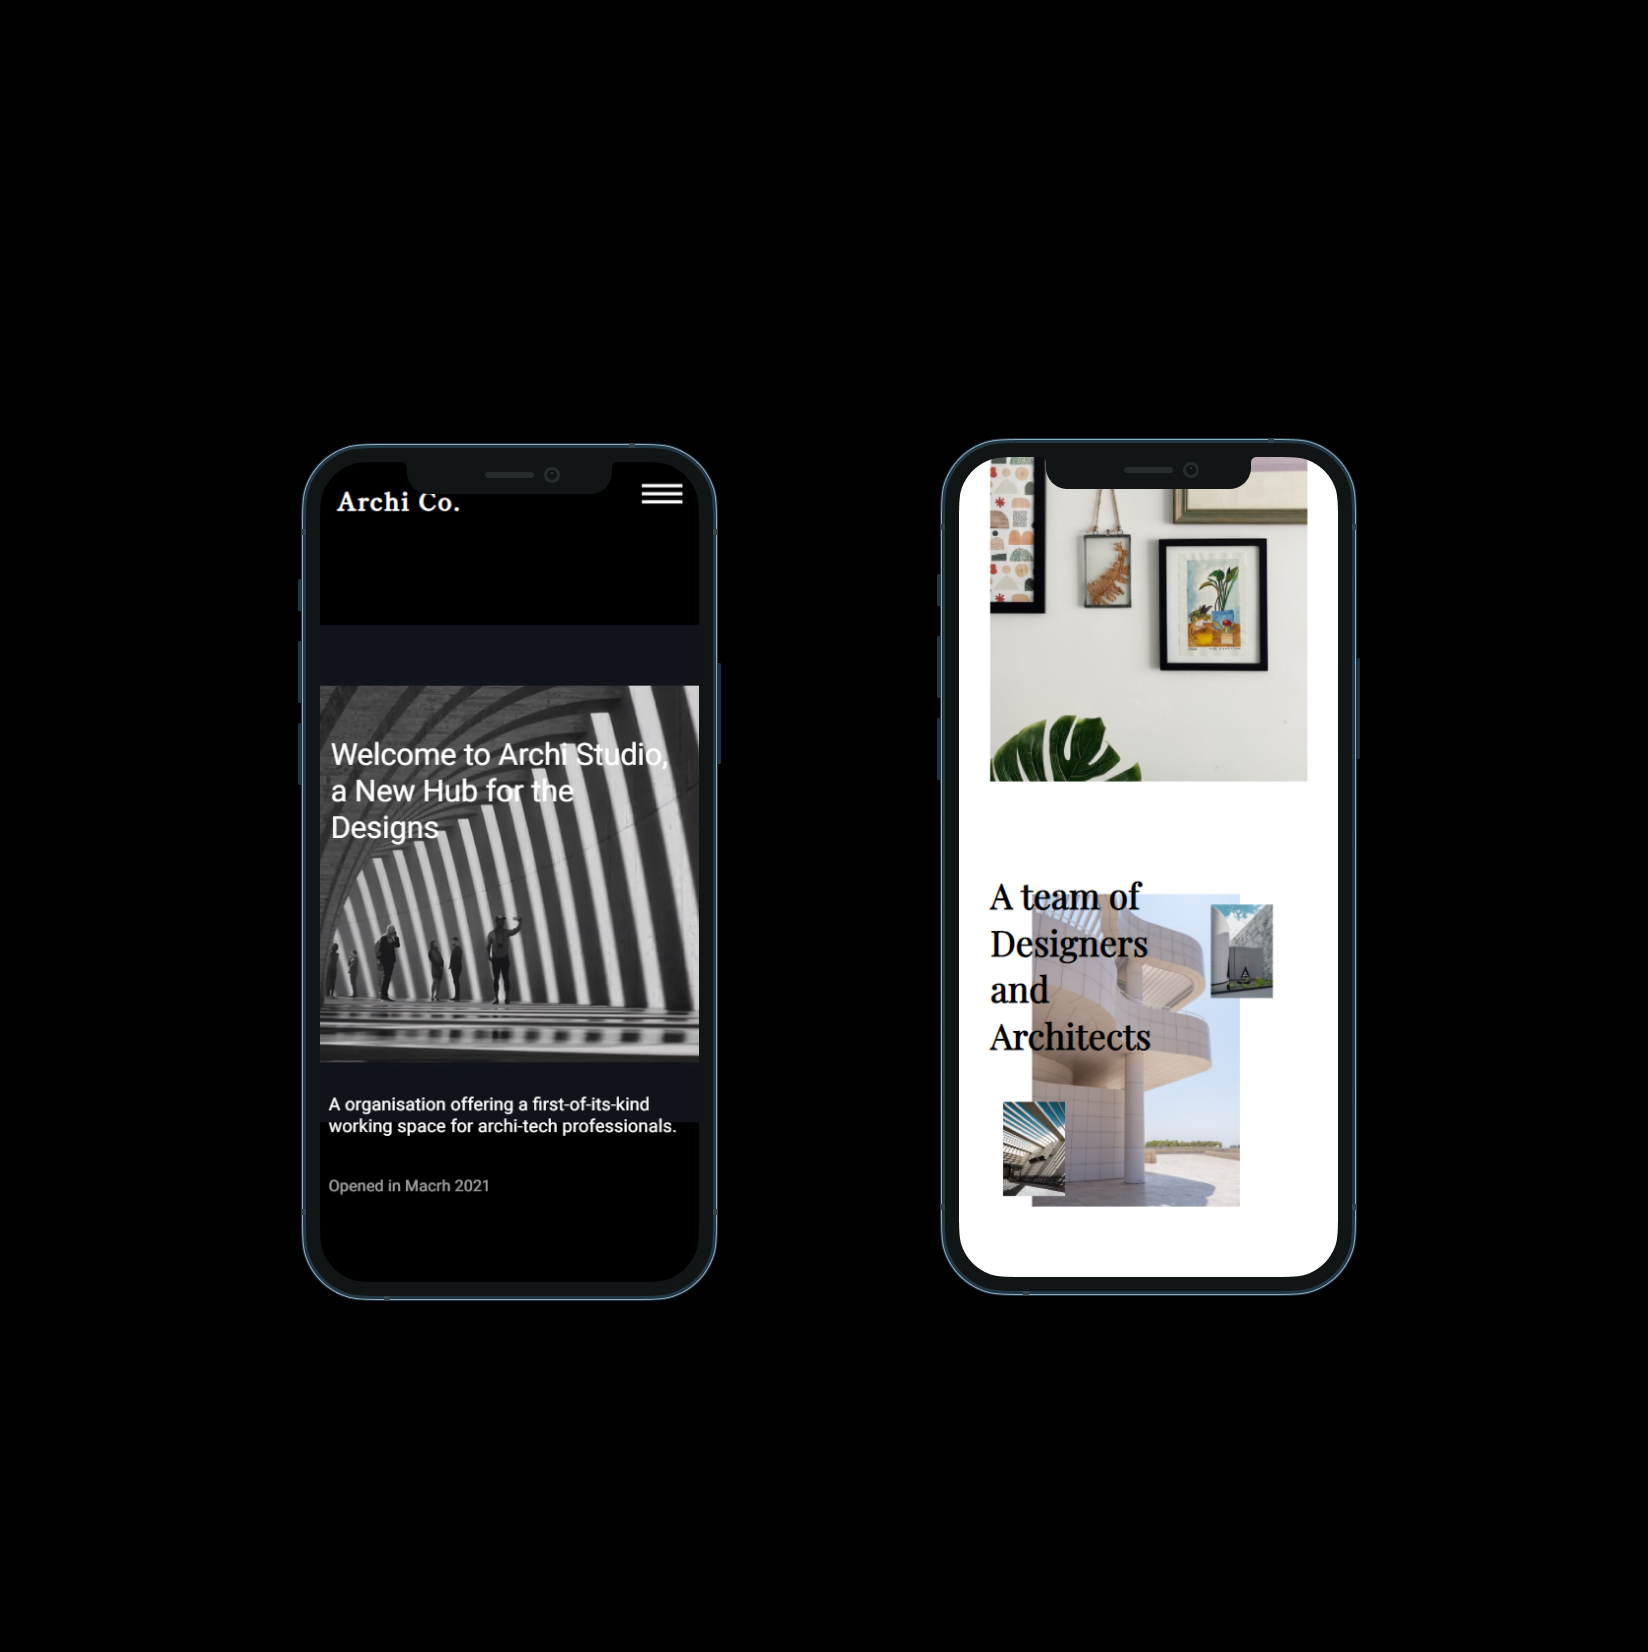 Archi Co.
Welcome to Archi Studio,
a New Hub for the
Designs
A organisation offering a first-of-its-kind
working space for archi-tech professionals.
Opened in Macrh 2021
A team of
Designers
and
Architects